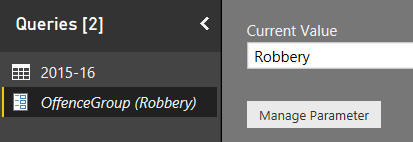 Queries [2]
2015-16
OffenceGroup (Robbery)
Current Value
Robbery
Manage Parameter